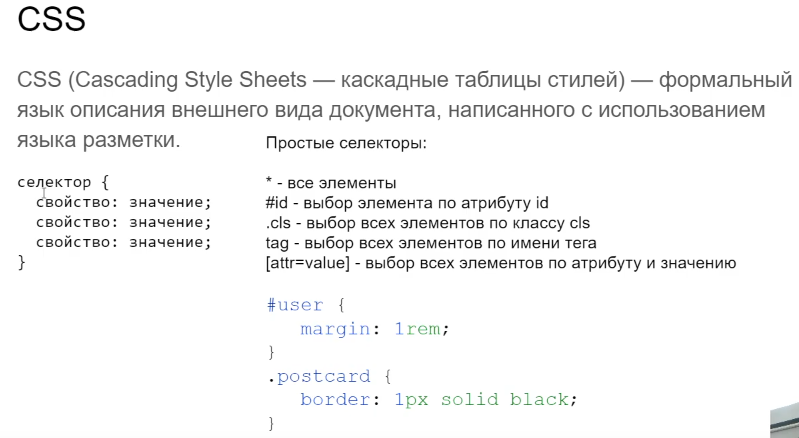 CSS
CSS (Cascading Style Sheets — каскадные таблицы стилей) — формальный
язык описания внешнего вида документа, написанного с использованием
языка разметки.
селектор {
свойство: значение;
свойство: значение;
свойство: значение;
}
Простые селекторы:
* - все элементы
#id - выбор элемента по атрибуту id
.cls - выбор всех элементов по классу cls
tag - выбор всех элементов по имени тега
[attr=value] - выбор всех элементов по атрибуту и значению
#user {
margin: 1rem;
}
.postcard {
border: 1px solid black;
}